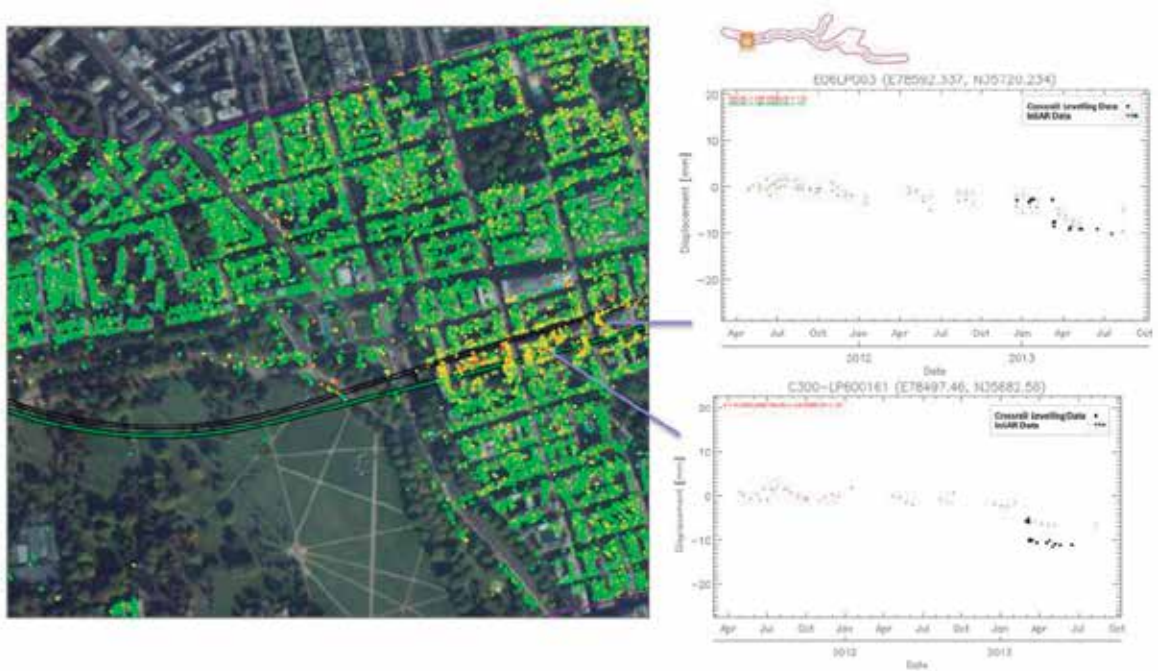 E06LP003 (E78592.337, N35720.234)
20
10
0
-10
-20
Displacement [mm]
Crossrail Levelling Data
InSAR Data
Apr Jul Oct Jan Apr Jul Oct Jan Apr Jul Oct
2012 2013
Date
C300-LP600161 (E78497.46, N35682.56)
20
10
0
-10
-20
Displacement [mm]
Crossrail Levelling Data
InSAR Data
Apr Jul Oct Jan Apr Jul Oct Jan Apr Jul Oct
2012 2013
Date